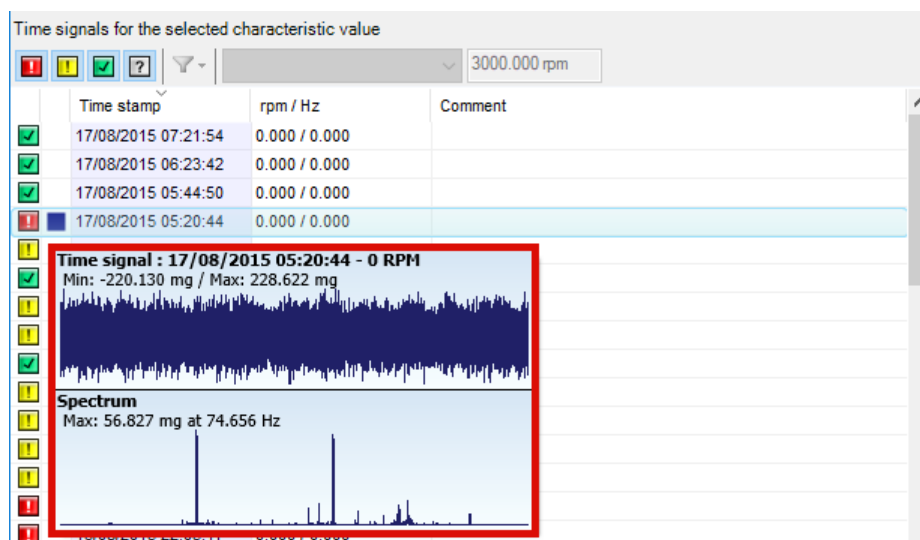 Time signals for the selected characteristic value
3000.000 rpm
Time stamp rpm / Hz Comment
17/08/2015 07:21:54 0.000 / 0.000
17/08/2015 06:23:42 0.000 / 0.000
17/08/2015 05:44:50 0.000 / 0.000
17/08/2015 05:20:44 0.000 / 0.000
Time signal : 17/08/2015 05:20:44 - 0 RPM
Min: -220.130 mg / Max: 228.622 mg
Spectrum
Max: 56.827 mg at 74.656 Hz